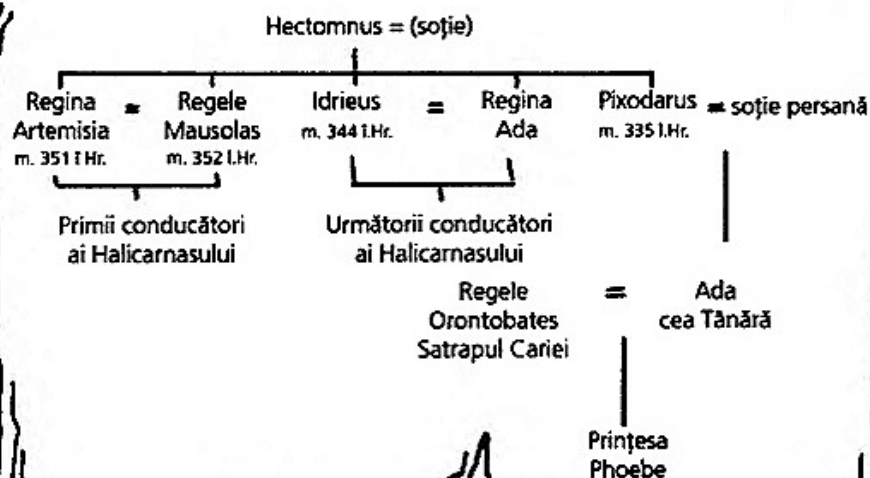 Hectomnus = (soție)
Regina = Regele Idrieus = Regina Pixodarus = soție persană
Artemisia Mausolas m. 344 î.Hr. Ada m. 335 î.Hr.
m. 351 î Hr. m. 352 î.Hr.
Primii conducători
ai Halicarnasului
Următorii conducători
ai Halicarnasului
Regele = Ada
Orontobates cea Tânără
Satrapul Cariei
Prințesa
Phoebe